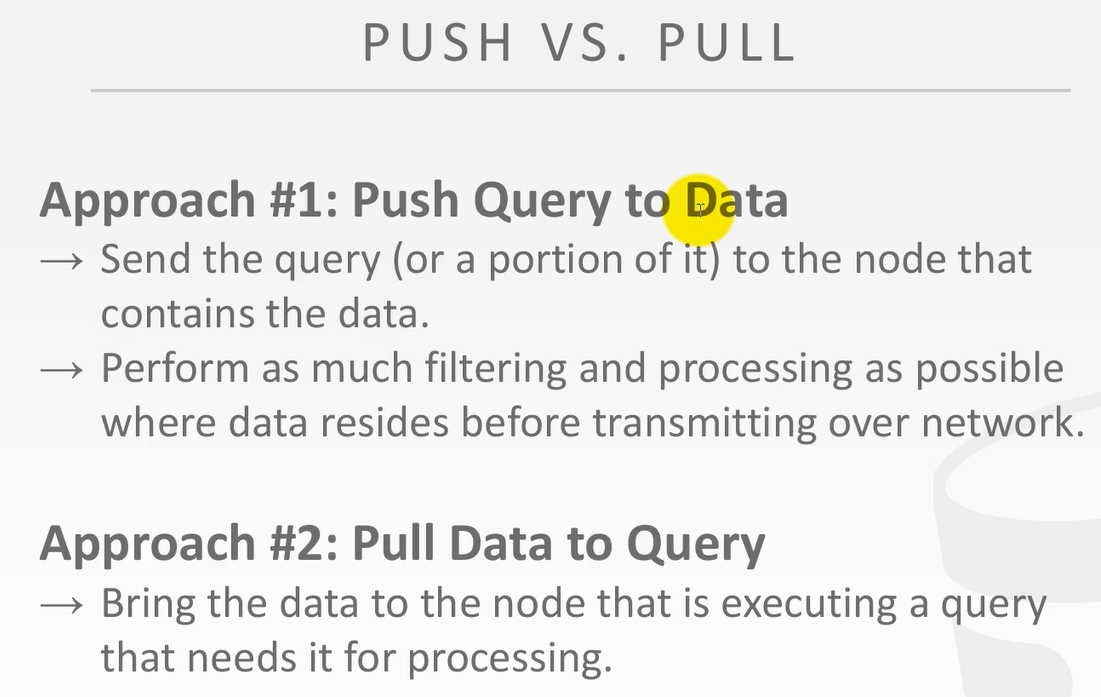 PUSH VS. PULL
Approach #1: Push Query to Data
→ Send the query (or a portion of it) to the node that
contains the data.
→ Perform as much filtering and processing as possible
where data resides before transmitting over network.
Approach #2: Pull Data to Query
→ Bring the data to the node that is executing a query
that needs it for processing.